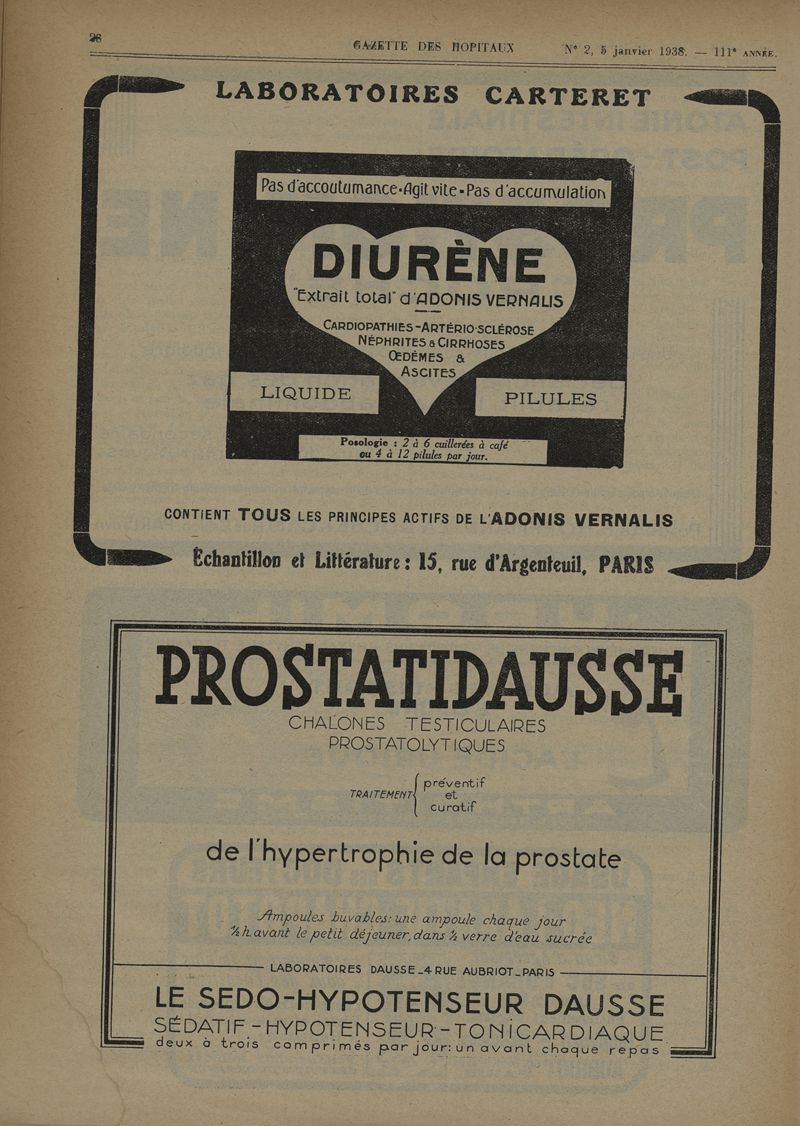 26
GAZETTE DES HOPITAUX
N° 2, 5 janvier 1938. — 111e ANNÉE.
LABORATOIRES CARTERET
Pas d'accoutumance-Agit vite-Pas d'accumulation
DIURÈNE
"Extrait total" d'ADONIS VERNALIS
CARDIOPATHIES-ARTÉRIO-SCLÉROSE
NÉPHRITES & CIRRHOSES
ŒDÈMES &
ASCITES
LIQUIDE
PILULES
Posologie : 2 à 6 cuillerées à café
ou 4 à 12 pilules par jour.
CONTIENT TOUS LES PRINCIPES ACTIFS DE L'ADONIS VERNALIS
Échantillon et Littérature : 15, rue d'Argenteuil, PARIS
PROSTATIDAUSSE
CHALONES TESTICULAIRES
PROSTATOLYTIQUES
TRAITEMENT
préventif
et
curatif
de l'hypertrophie de la prostate
Ampoules buvables: une ampoule chaque jour
½ h. avant le petit déjeuner, dans ½ verre d'eau sucrée
LABORATOIRES DAUSSE_4 RUE AUBRIOT_PARIS
LE SEDO-HYPOTENSEUR DAUSSE
SÉDATIF-HYPOTENSEUR-TONICARDIAQUE
deux à trois comprimés par jour: un avant chaque repas